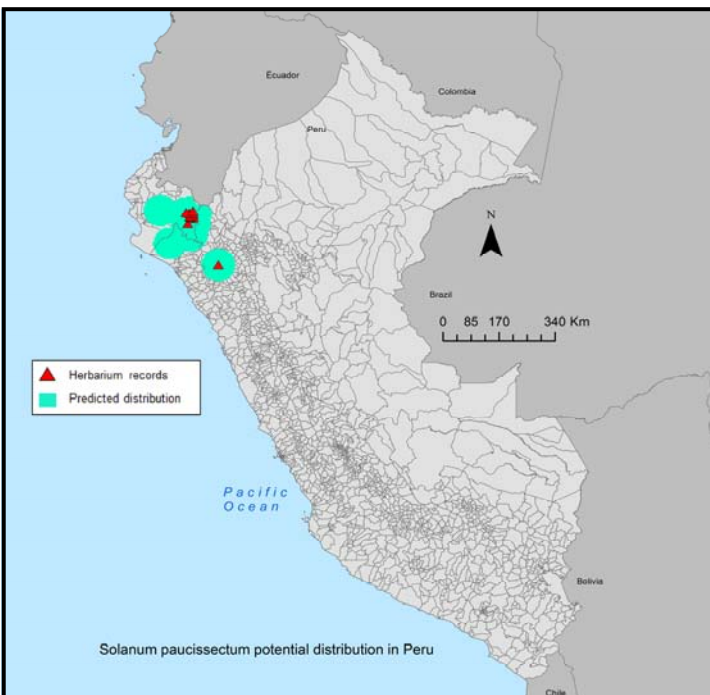 Ecuador
Colombia
Peru
N
Brazil
0 85 170 340 Km
Herbarium records
Predicted distribution
Pacific
Ocean
Bolivia
Solanum paucissectum potential distribution in Peru
Chile